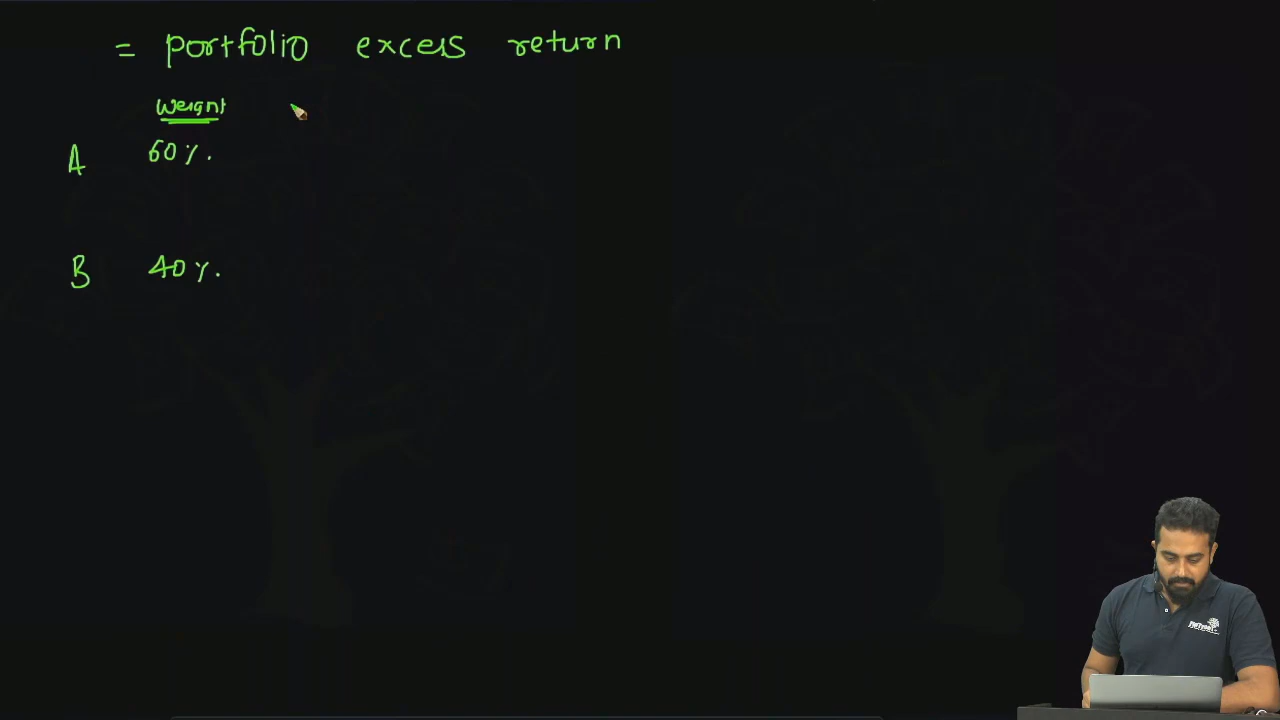 = portfolio excess return
Weight
A 60%.
B 40%.